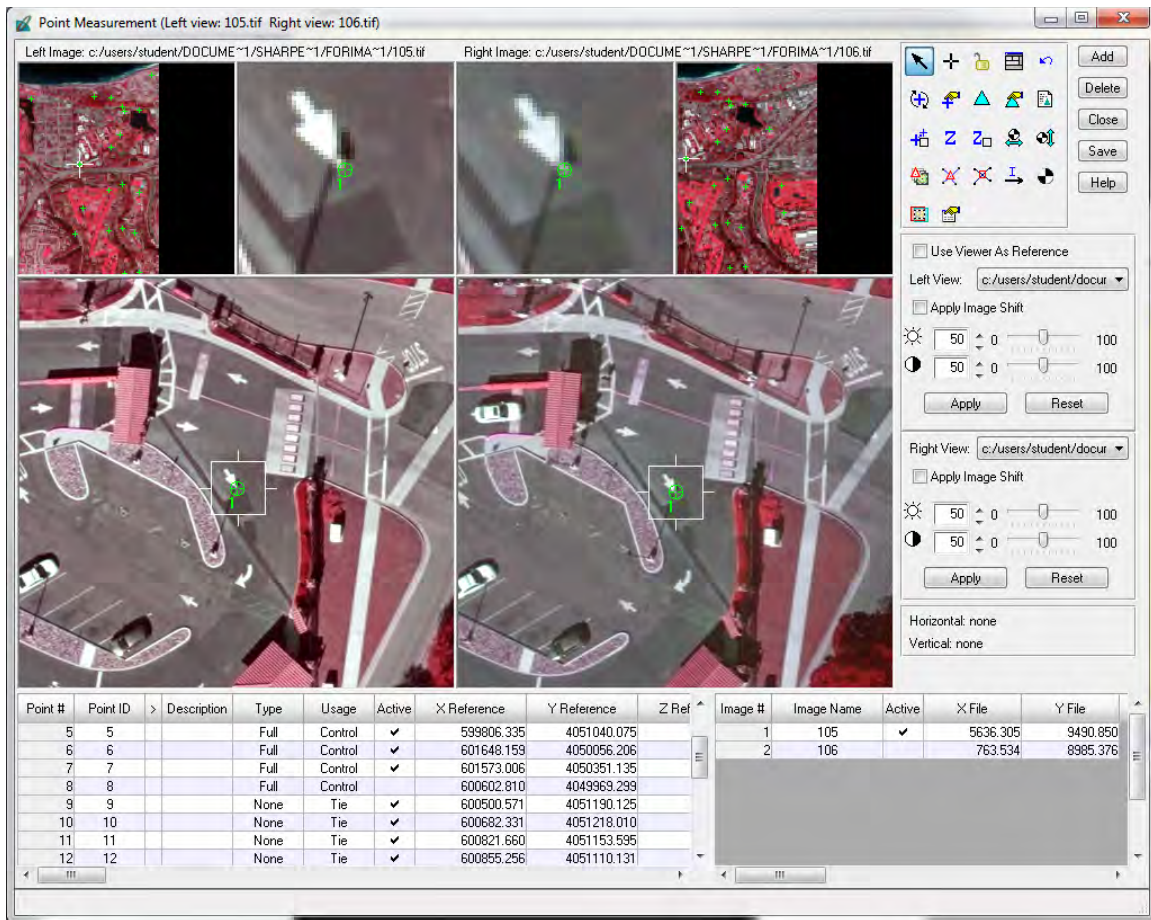 Point Measurement (Left view: 105.tif Right view: 106.tif)
Left Image: c:/users/student/DOCUME~1/SHARPE~1/FORIMA~1/105.tif Right Image: c:/users/student/DOCUME~1/SHARPE~1/FORIMA~1/106.tif
1
1
1
1
STOP
STOP
Add
Delete
Close
Save
Help
Z
Z
I
Use Viewer As Reference
Left View: c:/users/student/docur
Apply Image Shift
50 0 100
50 0 100
Apply Reset
Right View: c:/users/student/docur
Apply Image Shift
50 0 100
50 0 100
Apply Reset
Horizontal: none
Vertical: none
Point # Point ID > Description Type Usage Active X Reference Y Reference Z Ref
5 5 Full Control ✔ 599806.335 4051040.075
6 6 Full Control ✔ 601648.159 4050056.206
7 7 Full Control ✔ 601573.006 4050351.135
8 8 Full Control 600602.810 4049969.299
9 9 None Tie ✔ 600500.571 4051190.125
10 10 None Tie ✔ 600682.331 4051218.010
11 11 None Tie ✔ 600821.660 4051153.595
12 12 None Tie ✔ 600855.256 4051110.131
Image # Image Name Active X File Y File
1 105 ✔ 5636.305 9490.850
2 106 763.534 8985.376